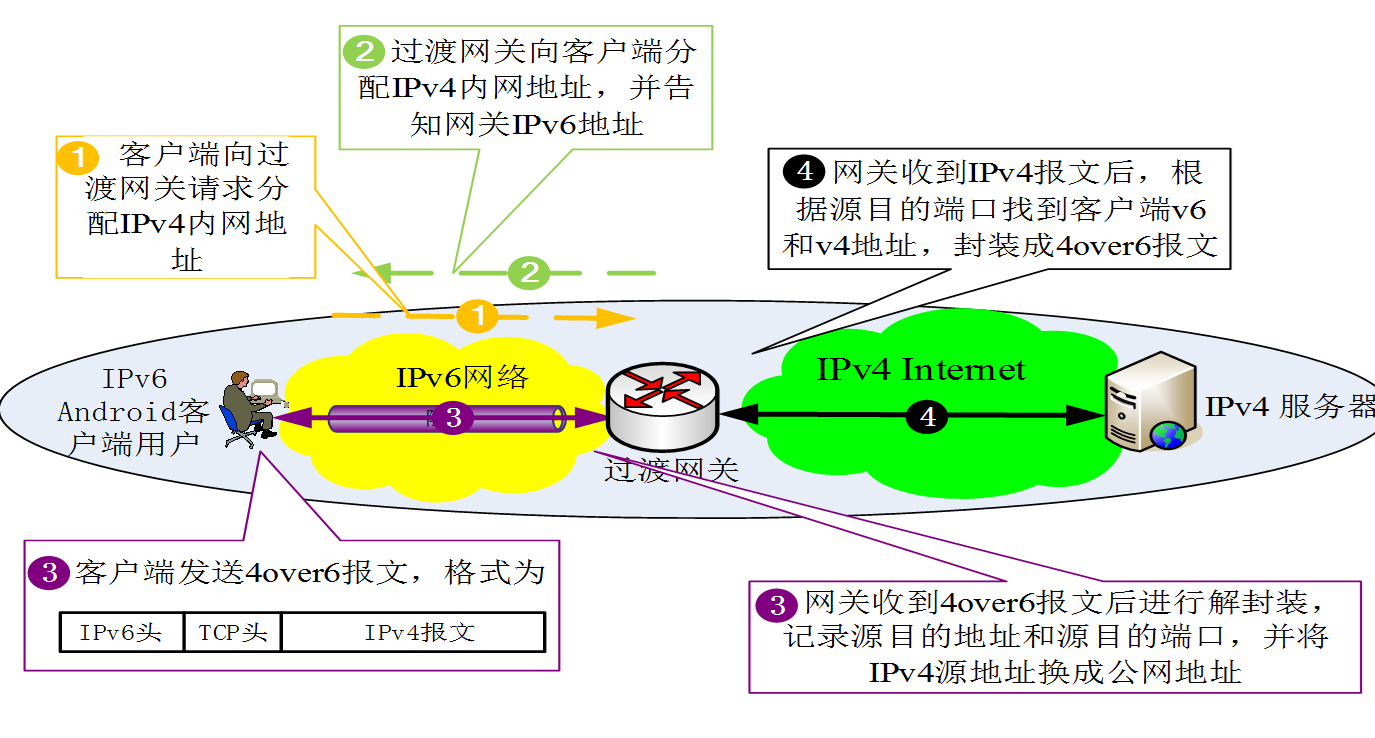 2 过渡网关向客户端分
配IPv4内网地址，并告
知网关IPv6地址
1 客户端向过
渡网关请求分
配IPv4内网地
址
4 网关收到IPv4报文后，根
据源目的端口找到客户端v6
和v4地址，封装成4over6报文
2
1
IPv6
Android客
户端用户
IPv6网络
3
过渡网关
IPv4 Internet
4
IPv4 服务器
3 客户端发送4over6报文，格式为
IPv6头 TCP头 IPv4报文
3 网关收到4over6报文后进行解封装，
记录源目的地址和源目的端口，并将
IPv4源地址换成公网地址